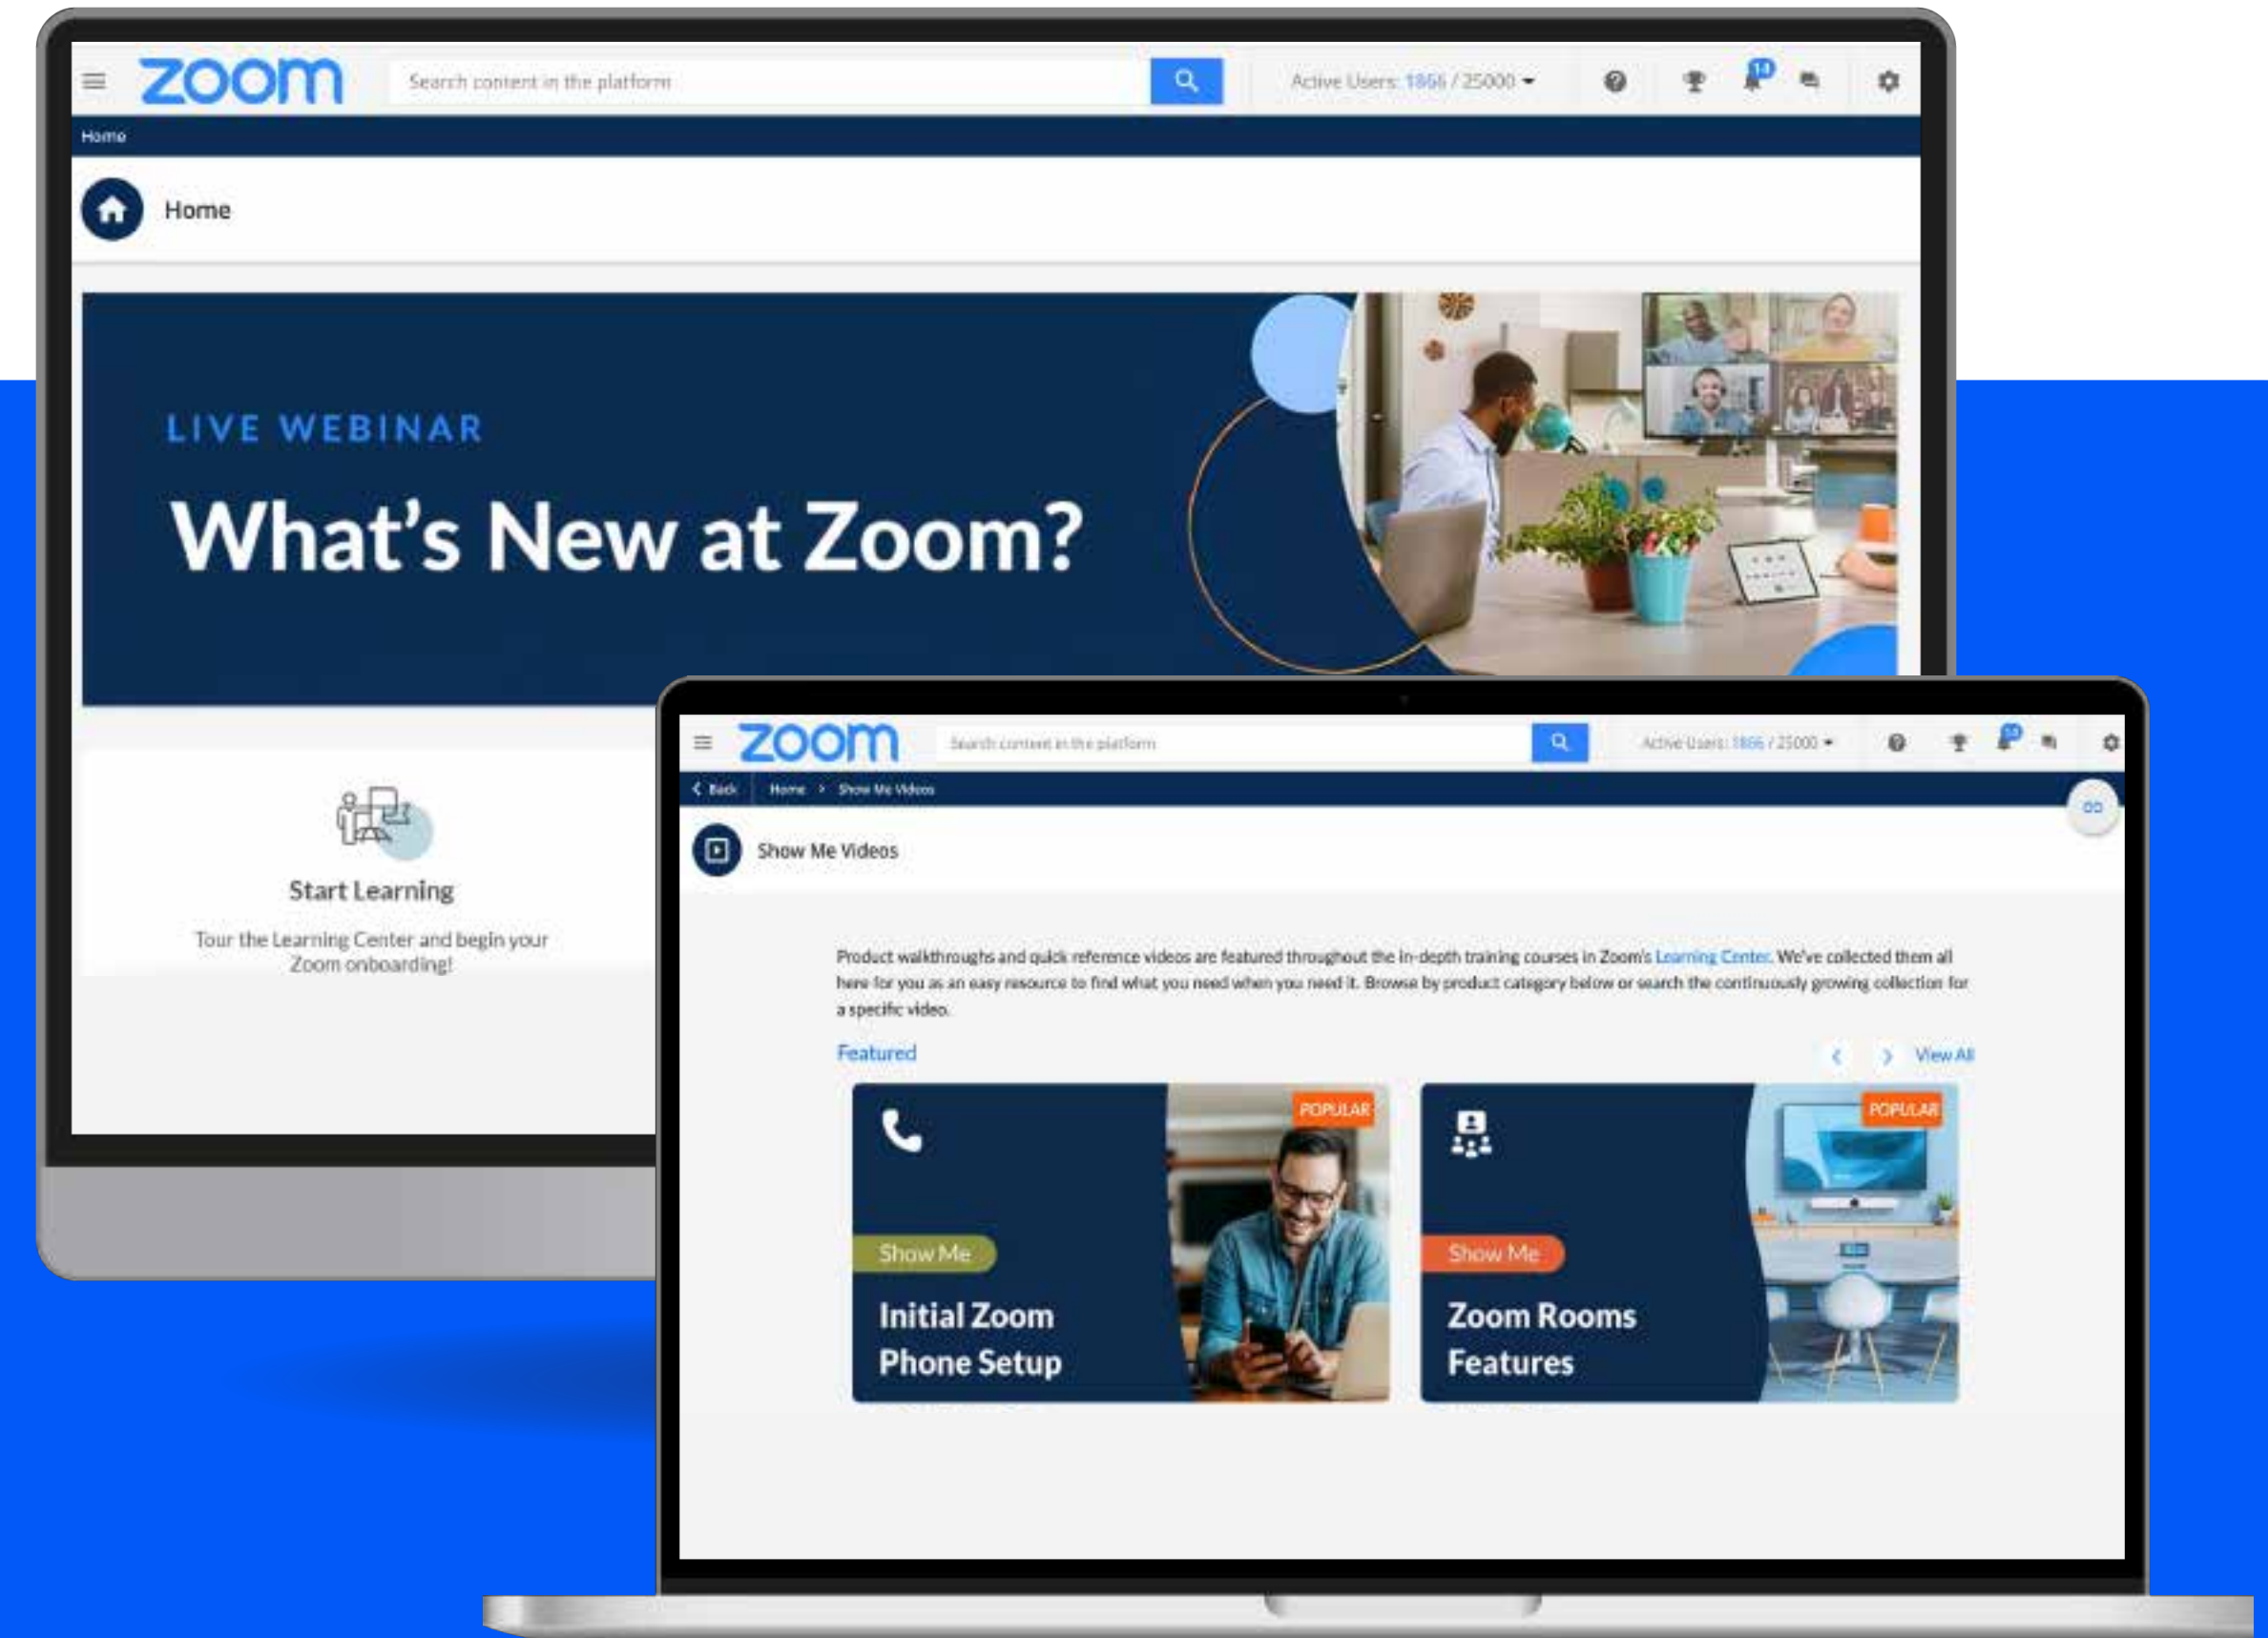 zoom
Search content in the platform
Active Users: 1866 / 25000
Home
Home
LIVE WEBINAR
What's New at Zoom?
Start Learning
Tour the Learning Center and begin your
Zoom onboarding!
zoom
Search content in the platform
Active Users: 1866 / 25000
Back
Home > Show Me Videos
Show Me Videos
Product walkthroughs and quick reference videos are featured throughout the in-depth training courses in Zoom's Learning Center. We've collected them all
here for you as an easy resource to find what you need when you need it. Browse by product category below or search the continuously growing collection for
a specific video.
Featured
View All
POPULAR
Show Me
Initial Zoom
Phone Setup
POPULAR
Show Me
Zoom Rooms
Features